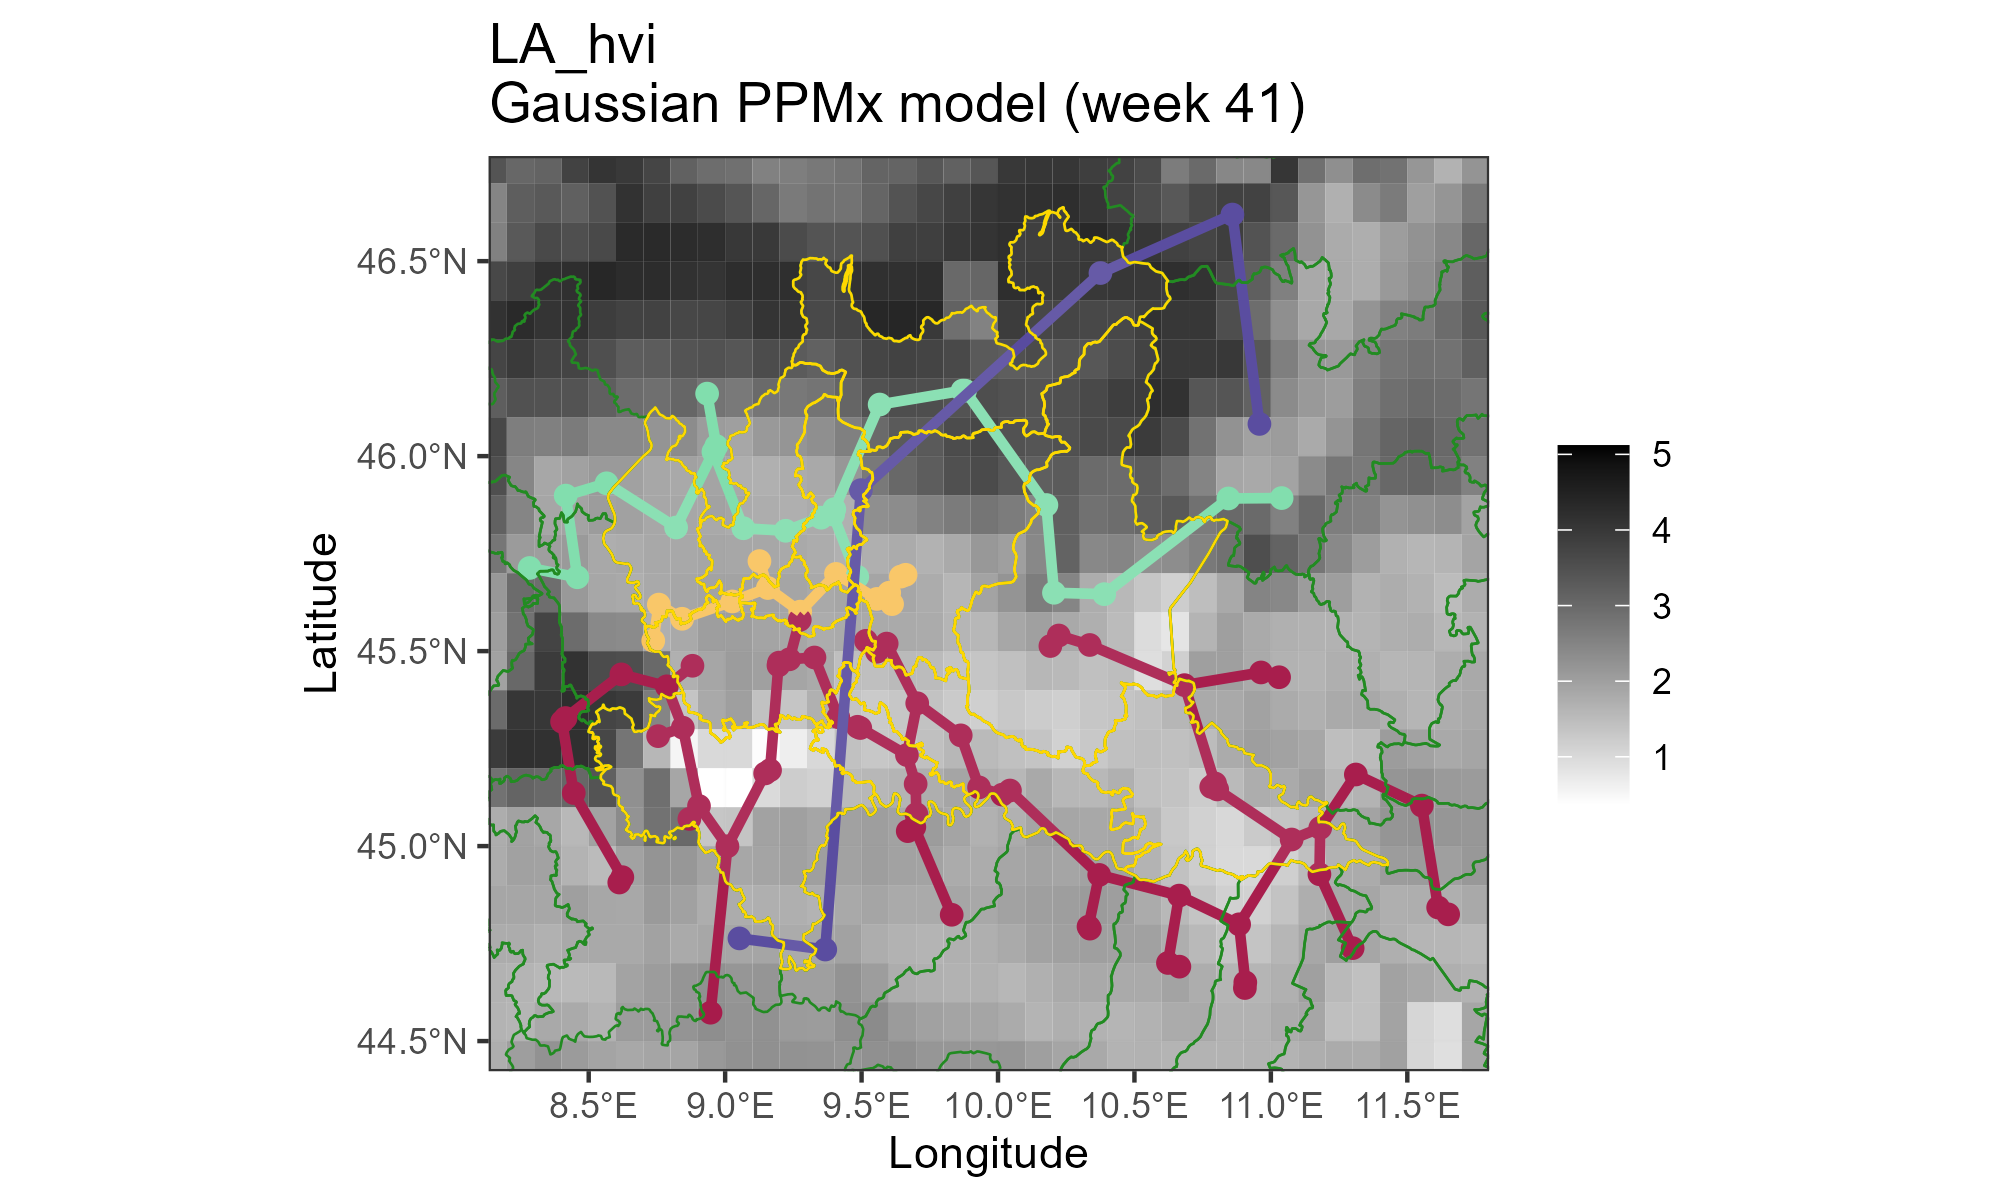 LA_hvi
Gaussian PPMx model (week 41)
46.5°N
46.0°N
45.5°N
45.0°N
44.5°N
Latitude
8.5°E
9.0°E
9.5°E
10.0°E
10.5°E
11.0°E
11.5°E
Longitude
5
4
3
2
1